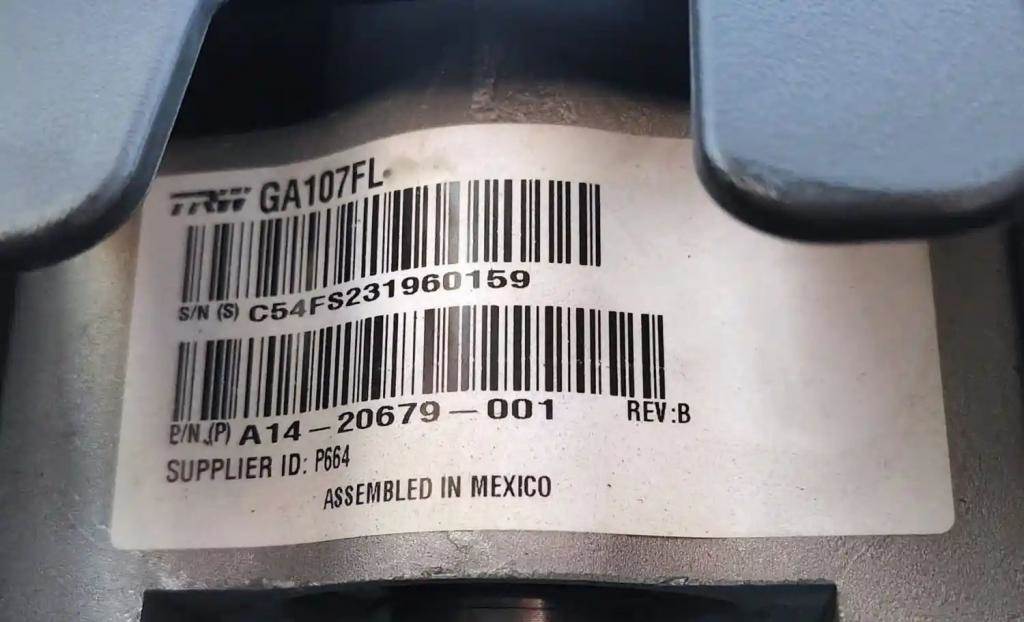 TRW GA107FL
S/N (S) C54FS231960159
P/N (P) A14-20679-001 REV:B
SUPPLIER ID: P664
ASSEMBLED IN MEXICO